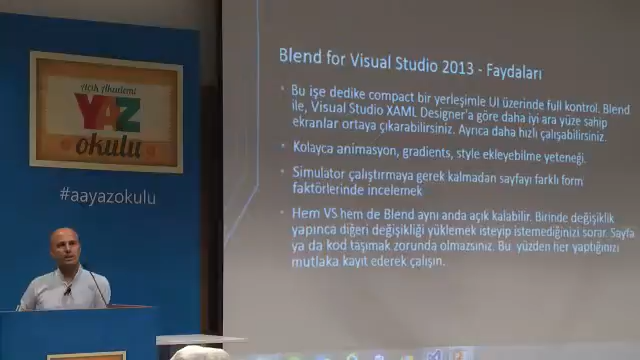 Açık Akademi
YAZ
okulu
#aayazokulu
Blend for Visual Studio 2013 - Faydaları
• Bu işe dedike compact bir yerleşimle UI üzerinde full kontrol. Blend
ile, Visual Studio XAML Designer'a göre daha iyi ara yüze sahip
ekranlar ortaya çıkarabilirsiniz. Ayrıca daha hızlı çalışabilirsiniz.
• Kolayca animasyon, gradients, style ekleyebilme yeteneği.
• Simulator çalıştırmaya gerek kalmadan sayfayı farklı form
faktörlerinde incelemek
• Hem VS hem de Blend aynı anda açık kalabilir. Birinde değişiklik
yapınca diğeri değişikliği yüklemek isteyip istemediğinizi sorar. Sayfa
ya da kod taşımak zorunda olmazsınız. Bu yüzden her yaptığınızı
mutlaka kayıt ederek çalışın.